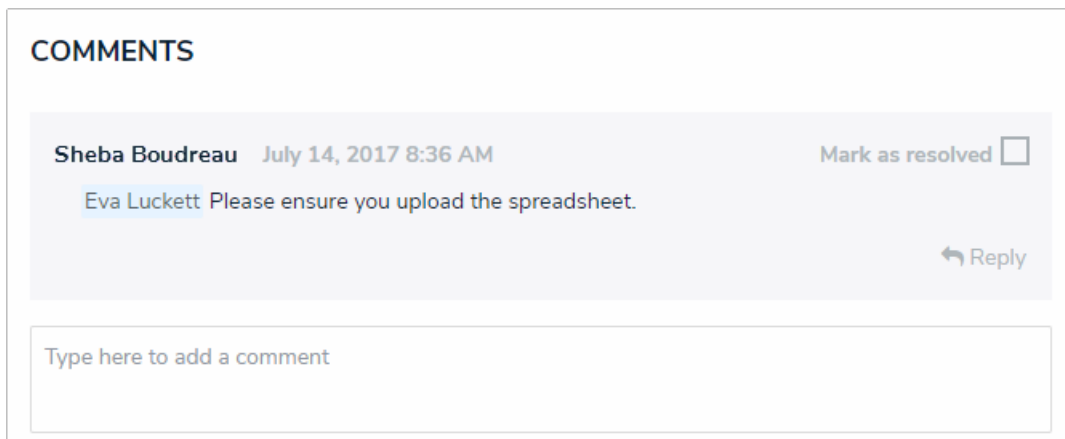 COMMENTS
Sheba Boudreau July 14, 2017 8:36 AM Mark as resolved
Eva Luckett Please ensure you upload the spreadsheet.
Reply
Type here to add a comment